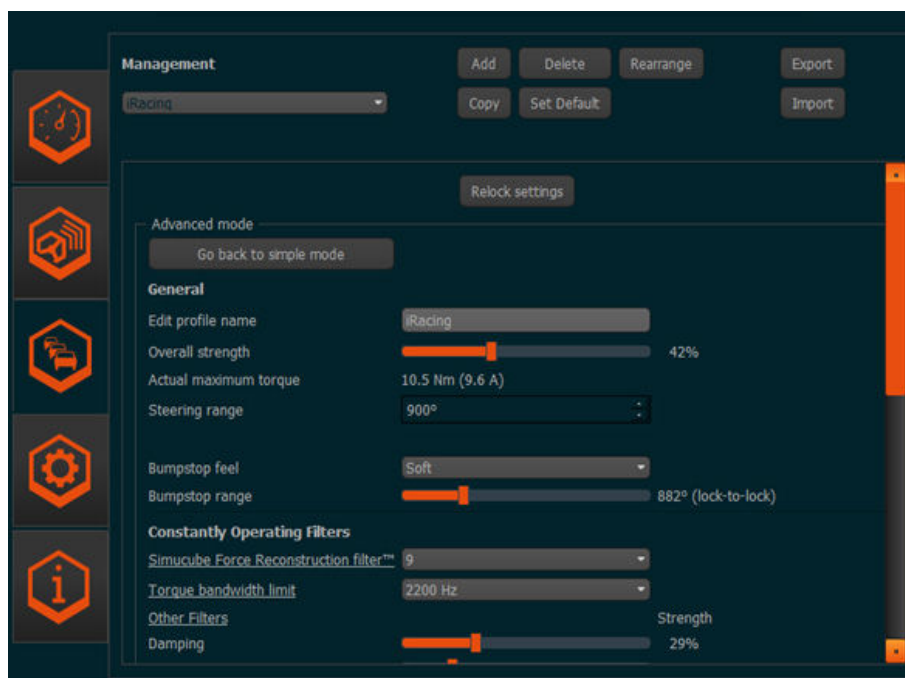 Management Add Delete Rearrange Export
iRacing Copy Set Default Import
Relock settings
Advanced mode
Go back to simple mode
General
Edit profile name iRacing
Overall strength 42%
Actual maximum torque 10.5 Nm (9.6 A)
Steering range 900º
Bumpstop feel Soft
Bumpstop range 882º (lock-to-lock)
Constantly Operating Filters
Simucube Force Reconstruction filter™ 9
Torque bandwidth limit 2200 Hz
Other Filters Strength
Damping 29%